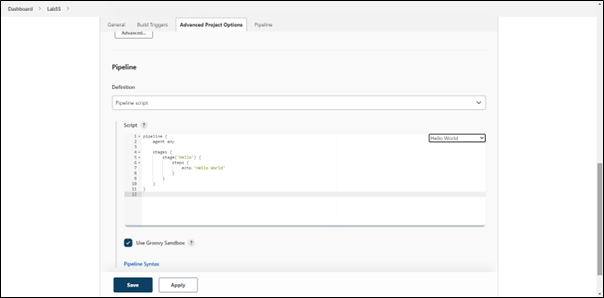 Dashboard > Lab55 >
General Build Triggers Advanced Project Options Pipeline
Advanced...
Pipeline
Definition
Pipeline script
Script ?
Hello World
1 pipeline {
2 agent any
3
4 stages {
5 stage('Hello') {
6 steps {
7 echo 'Hello World'
8 }
9 }
10 }
11 }
12
Use Groovy Sandbox ?
Pipeline Syntax
Save Apply